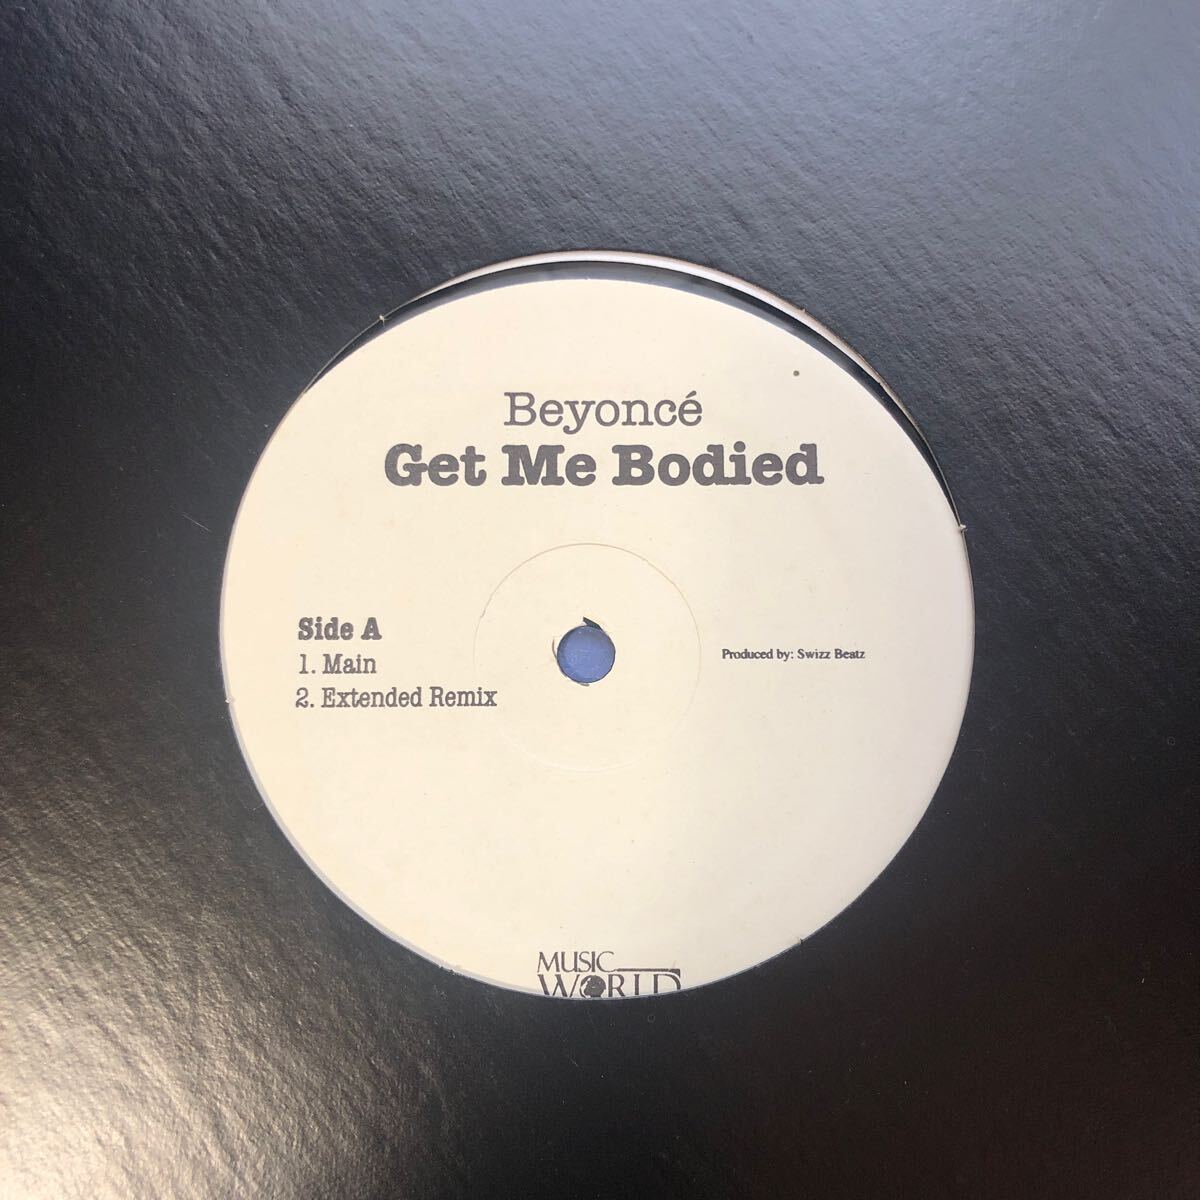 Beyoncé
Get Me Bodied
Side A
1. Main
2. Extended Remix
Produced by: Swizz Beatz
MUSIC
WORLD